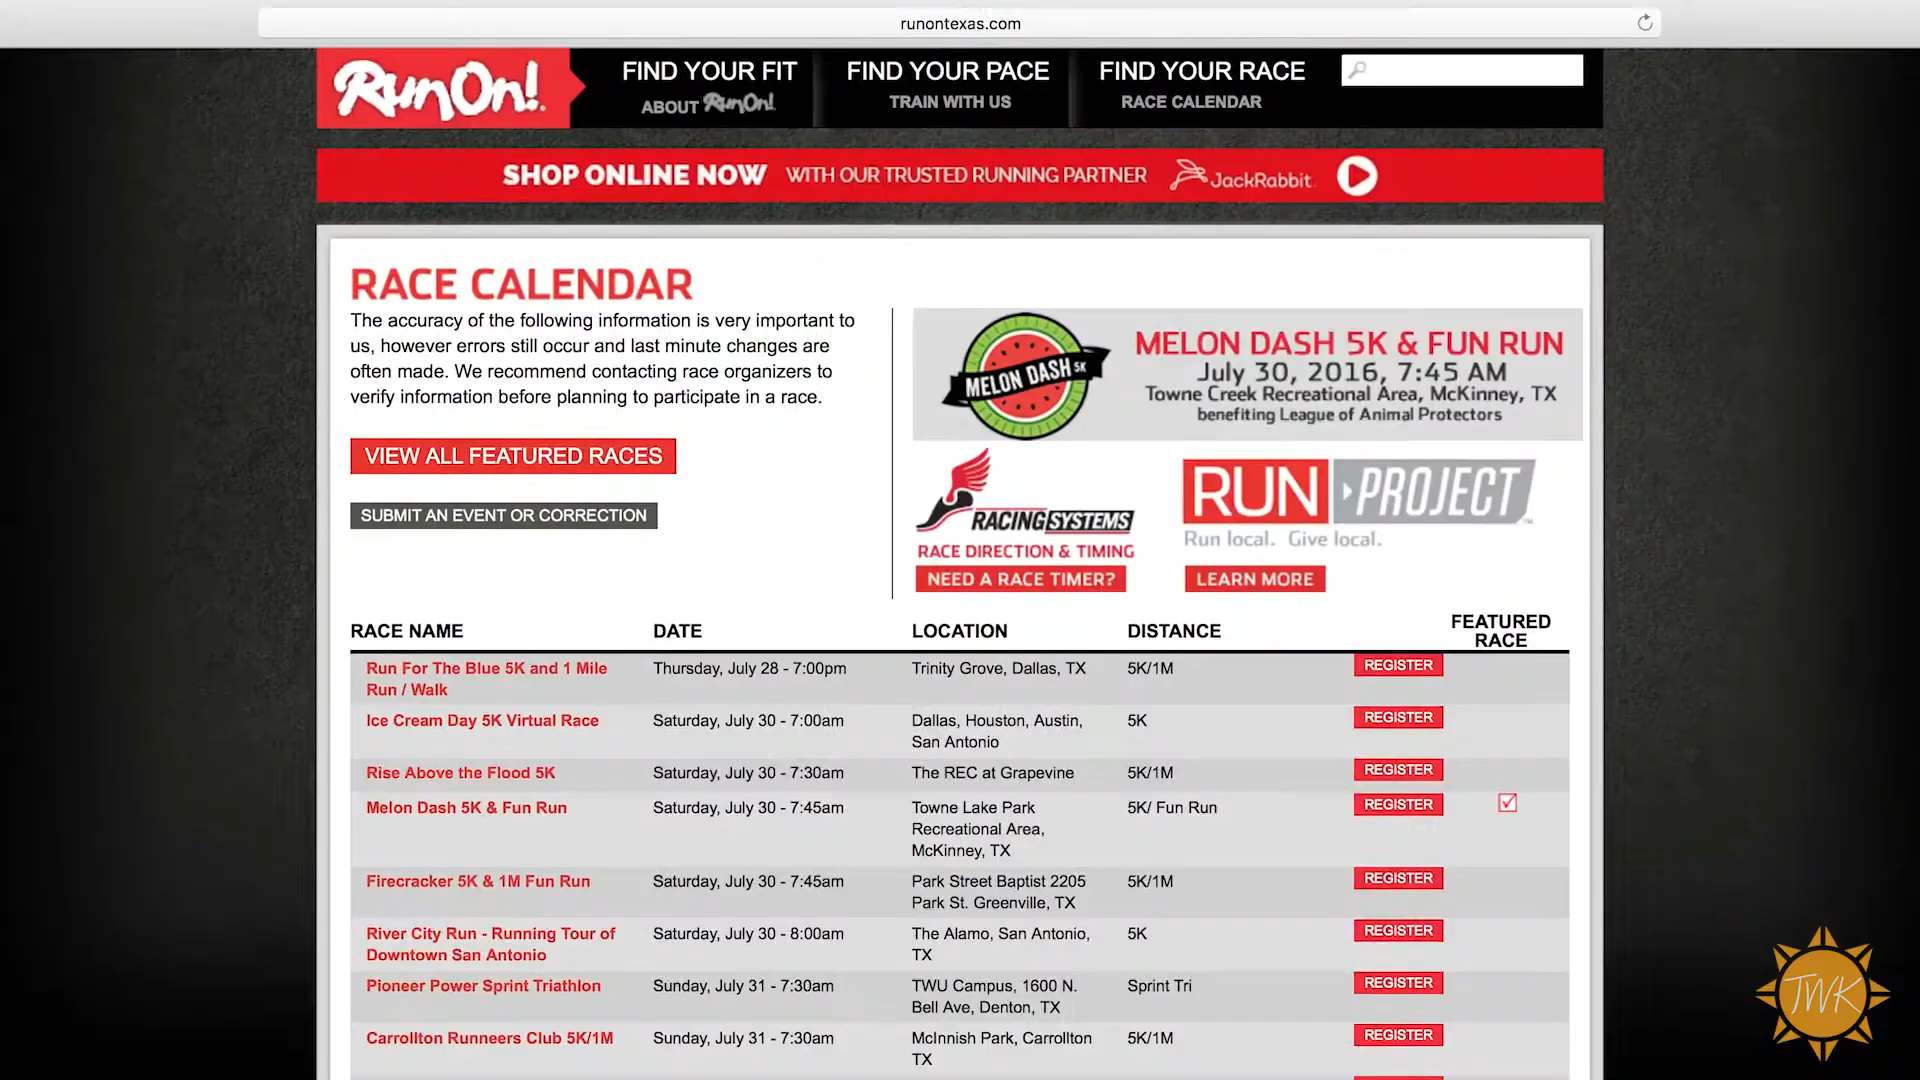 runontexas.com
RunOn!
FIND YOUR FIT
ABOUT RunOn!
FIND YOUR PACE
TRAIN WITH US
FIND YOUR RACE
RACE CALENDAR
SHOP ONLINE NOW WITH OUR TRUSTED RUNNING PARTNER JackRabbit
RACE CALENDAR
The accuracy of the following information is very important to
us, however errors still occur and last minute changes are
often made. We recommend contacting race organizers to
verify information before planning to participate in a race.
VIEW ALL FEATURED RACES
SUBMIT AN EVENT OR CORRECTION
MELON DASH 5K
MELON DASH 5K & FUN RUN
July 30, 2016, 7:45 AM
Towne Creek Recreational Area, McKinney, TX
benefiting League of Animal Protectors
RACINGSYSTEMS
RACE DIRECTION & TIMING
NEED A RACE TIMER?
RUN PROJECT
Run local. Give local.
LEARN MORE
RACE NAME DATE LOCATION DISTANCE FEATURED
RACE
Run For The Blue 5K and 1 Mile Thursday, July 28 - 7:00pm Trinity Grove, Dallas, TX 5K/1M REGISTER
Run / Walk
Ice Cream Day 5K Virtual Race Saturday, July 30 - 7:00am Dallas, Houston, Austin, 5K REGISTER
San Antonio
Rise Above the Flood 5K Saturday, July 30 - 7:30am The REC at Grapevine 5K/1M REGISTER
Melon Dash 5K & Fun Run Saturday, July 30 - 7:45am Towne Lake Park 5K/ Fun Run REGISTER
Recreational Area,
McKinney, TX
Firecracker 5K & 1M Fun Run Saturday, July 30 - 7:45am Park Street Baptist 2205 5K/1M REGISTER
Park St. Greenville, TX
River City Run - Running Tour of Saturday, July 30 - 8:00am The Alamo, San Antonio, 5K REGISTER
Downtown San Antonio TX
Pioneer Power Sprint Triathlon Sunday, July 31 - 7:30am TWU Campus, 1600 N. Sprint Tri REGISTER
Bell Ave, Denton, TX
Carrollton Runneers Club 5K/1M Sunday, July 31 - 7:30am McInnish Park, Carrollton 5K/1M REGISTER
TX
TWK